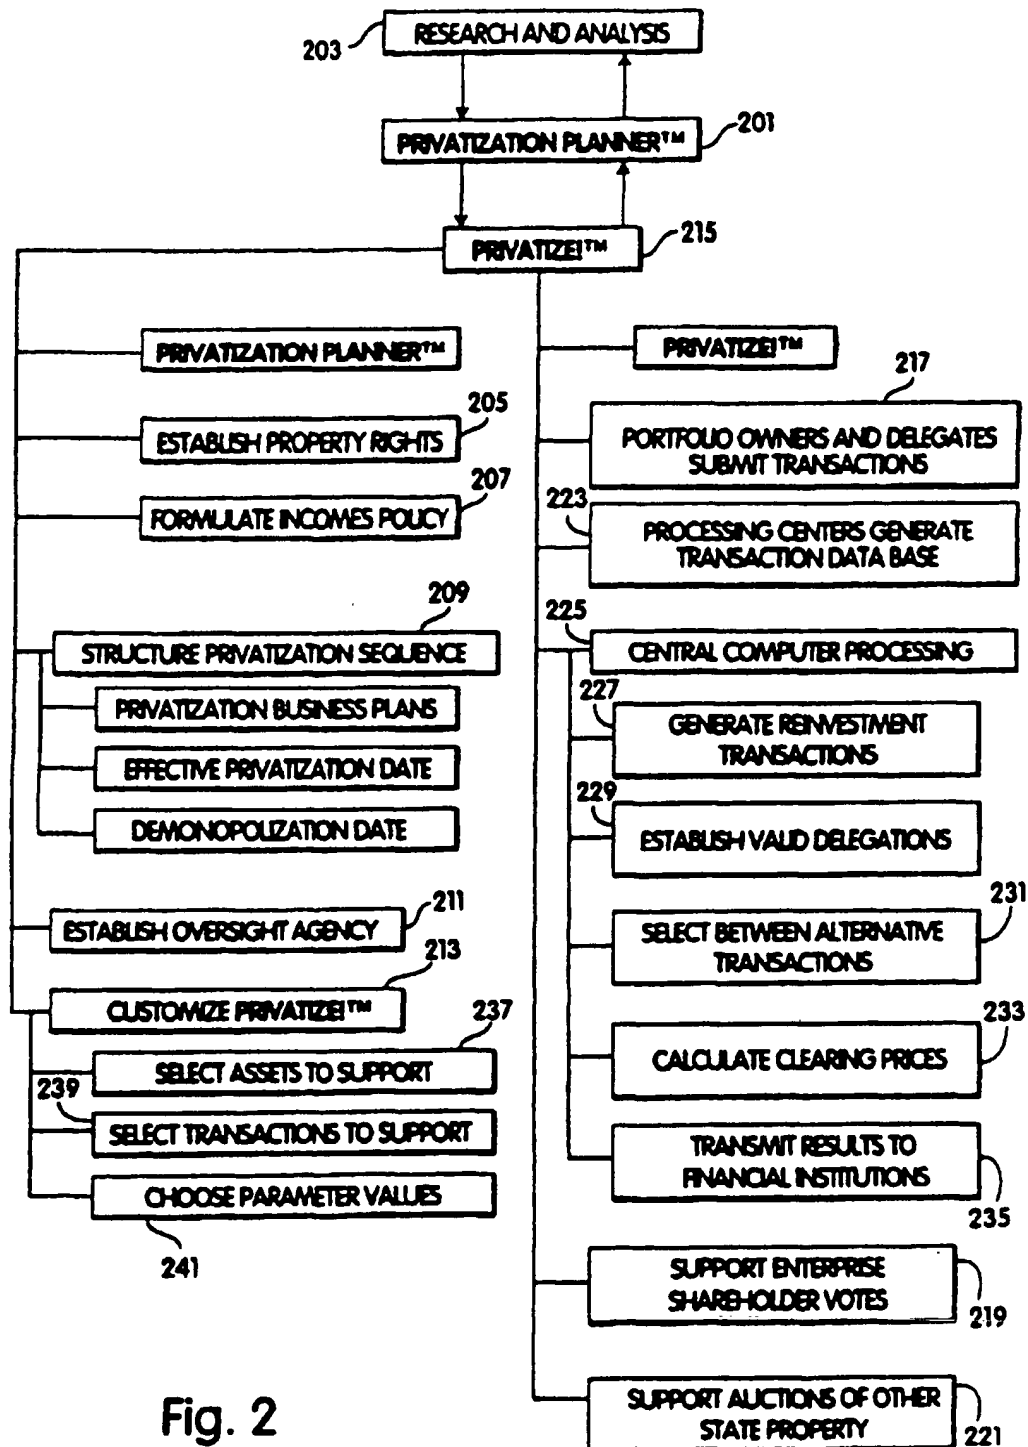 RESEARCH AND ANALYSIS
203
PRIVATIZATION PLANNER™
201
PRIVATIZE!™
215
PRIVATIZATION PLANNER™
ESTABLISH PROPERTY RIGHTS
205
FORMULATE INCOMES POLICY
207
STRUCTURE PRIVATIZATION SEQUENCE
209
PRIVATIZATION BUSINESS PLANS
EFFECTIVE PRIVATIZATION DATE
DEMONOPOLIZATION DATE
ESTABLISH OVERSIGHT AGENCY
211
CUSTOMIZE PRIVATIZE!™
213
SELECT ASSETS TO SUPPORT
237
239
SELECT TRANSACTIONS TO SUPPORT
CHOOSE PARAMETER VALUES
241
PRIVATIZE!™
217
PORTFOLIO OWNERS AND DELEGATES
SUBMIT TRANSACTIONS
223
PROCESSING CENTERS GENERATE
TRANSACTION DATA BASE
225
CENTRAL COMPUTER PROCESSING
227
GENERATE REINVESTMENT
TRANSACTIONS
229
ESTABLISH VALID DELEGATIONS
231
SELECT BETWEEN ALTERNATIVE
TRANSACTIONS
233
CALCULATE CLEARING PRICES
TRANSMIT RESULTS TO
FINANCIAL INSTITUTIONS
235
SUPPORT ENTERPRISE
SHAREHOLDER VOTES
219
SUPPORT AUCTIONS OF OTHER
STATE PROPERTY
221
Fig. 2